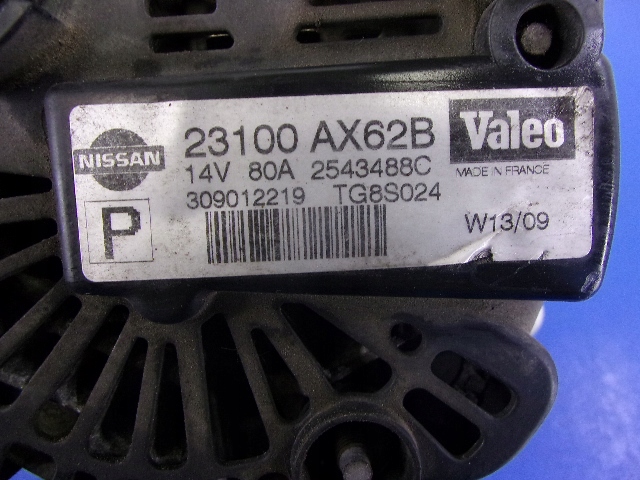 NISSAN 23100 AX62B Valeo
14V 80A 2543488C MADE IN FRANCE
309012219 TG8S024
P W13/09